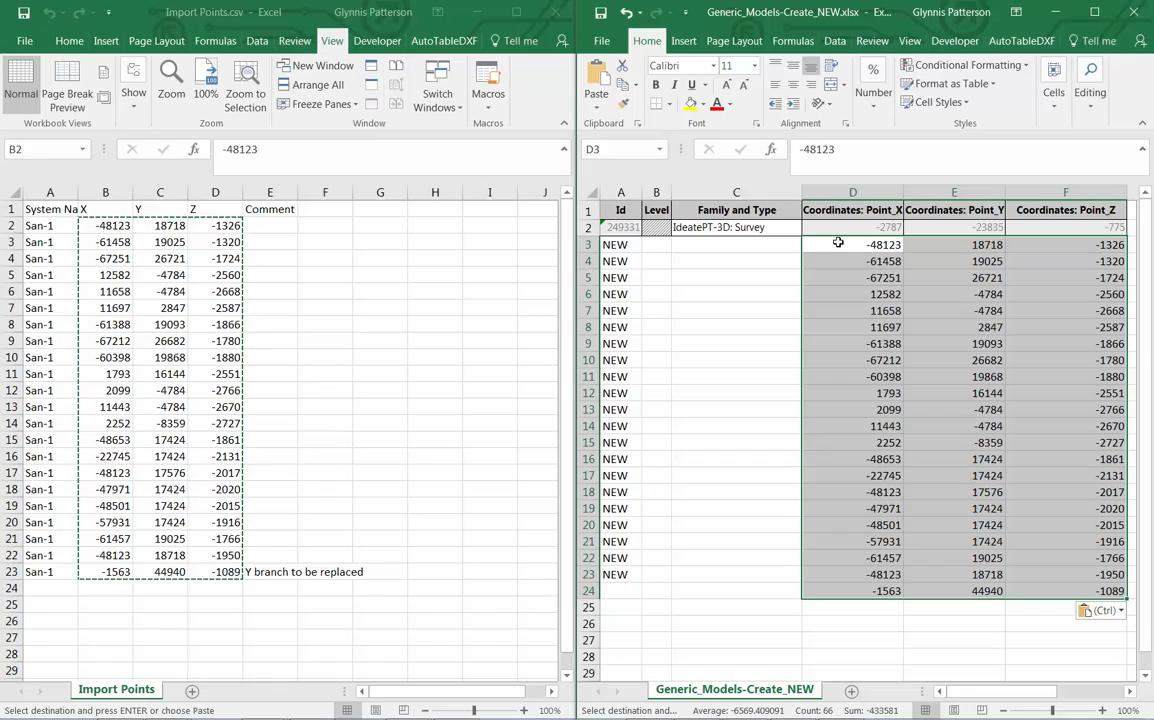 Import Points.csv - Excel
Glynnis Patterson
File Home Insert Page Layout Formulas Data Review View Developer AutoTableDXF Tell me
Normal
Page Break Preview
Show
Zoom
100%
Zoom to Selection
New Window
Arrange All
Freeze Panes
Switch Windows
Macros
Workbook Views Zoom Window Macros
B2 fx -48123
A B C D E F G H I J
1 System Na X Y Z Comment
2 San-1 -48123 18718 -1326
3 San-1 -61458 19025 -1320
4 San-1 -67251 26721 -1724
5 San-1 12582 -4784 -2560
6 San-1 11658 -4784 -2668
7 San-1 11697 2847 -2587
8 San-1 -61388 19093 -1866
9 San-1 -67212 26682 -1780
10 San-1 -60398 19868 -1880
11 San-1 1793 16144 -2551
12 San-1 2099 -4784 -2766
13 San-1 11443 -4784 -2670
14 San-1 2252 -8359 -2727
15 San-1 -48653 17424 -1861
16 San-1 -22745 17424 -2131
17 San-1 -48123 17576 -2017
18 San-1 -47971 17424 -2020
19 San-1 -48501 17424 -2015
20 San-1 -57931 17424 -1916
21 San-1 -61457 19025 -1766
22 San-1 -48123 18718 -1950
23 San-1 -1563 44940 -1089 Y branch to be replaced
24
25
26
27
28
29
Import Points
Select destination and press ENTER or choose Paste 100%
Generic_Models-Create_NEW.xlsx - Ex...
Glynnis Patterson
File Home Insert Page Layout Formulas Data Review View Developer AutoTableDXF Tell me
Paste
Calibri 11
B I U
Number
Conditional Formatting
Format as Table
Cell Styles
Cells
Editing
Clipboard Font Alignment Styles
D3 fx -48123
A B C D E F
1 Id Level Family and Type Coordinates: Point_X Coordinates: Point_Y Coordinates: Point_Z
2 249331 IdeatePT-3D: Survey -2787 -23835 -775
3 NEW -48123 18718 -1326
4 NEW -61458 19025 -1320
5 NEW -67251 26721 -1724
6 NEW 12582 -4784 -2560
7 NEW 11658 -4784 -2668
8 NEW 11697 2847 -2587
9 NEW -61388 19093 -1866
10 NEW -67212 26682 -1780
11 NEW -60398 19868 -1880
12 NEW 1793 16144 -2551
13 NEW 2099 -4784 -2766
14 NEW 11443 -4784 -2670
15 NEW 2252 -8359 -2727
16 NEW -48653 17424 -1861
17 NEW -22745 17424 -2131
18 NEW -48123 17576 -2017
19 NEW -47971 17424 -2020
20 NEW -48501 17424 -2015
21 NEW -57931 17424 -1916
22 NEW -61457 19025 -1766
23 NEW -48123 18718 -1950
24 -1563 44940 -1089
25 (Ctrl)
26
27
28
29
Generic_Models-Create_NEW
Select destination and... Average: -6569.409091 Count: 66 Sum: -433581 100%